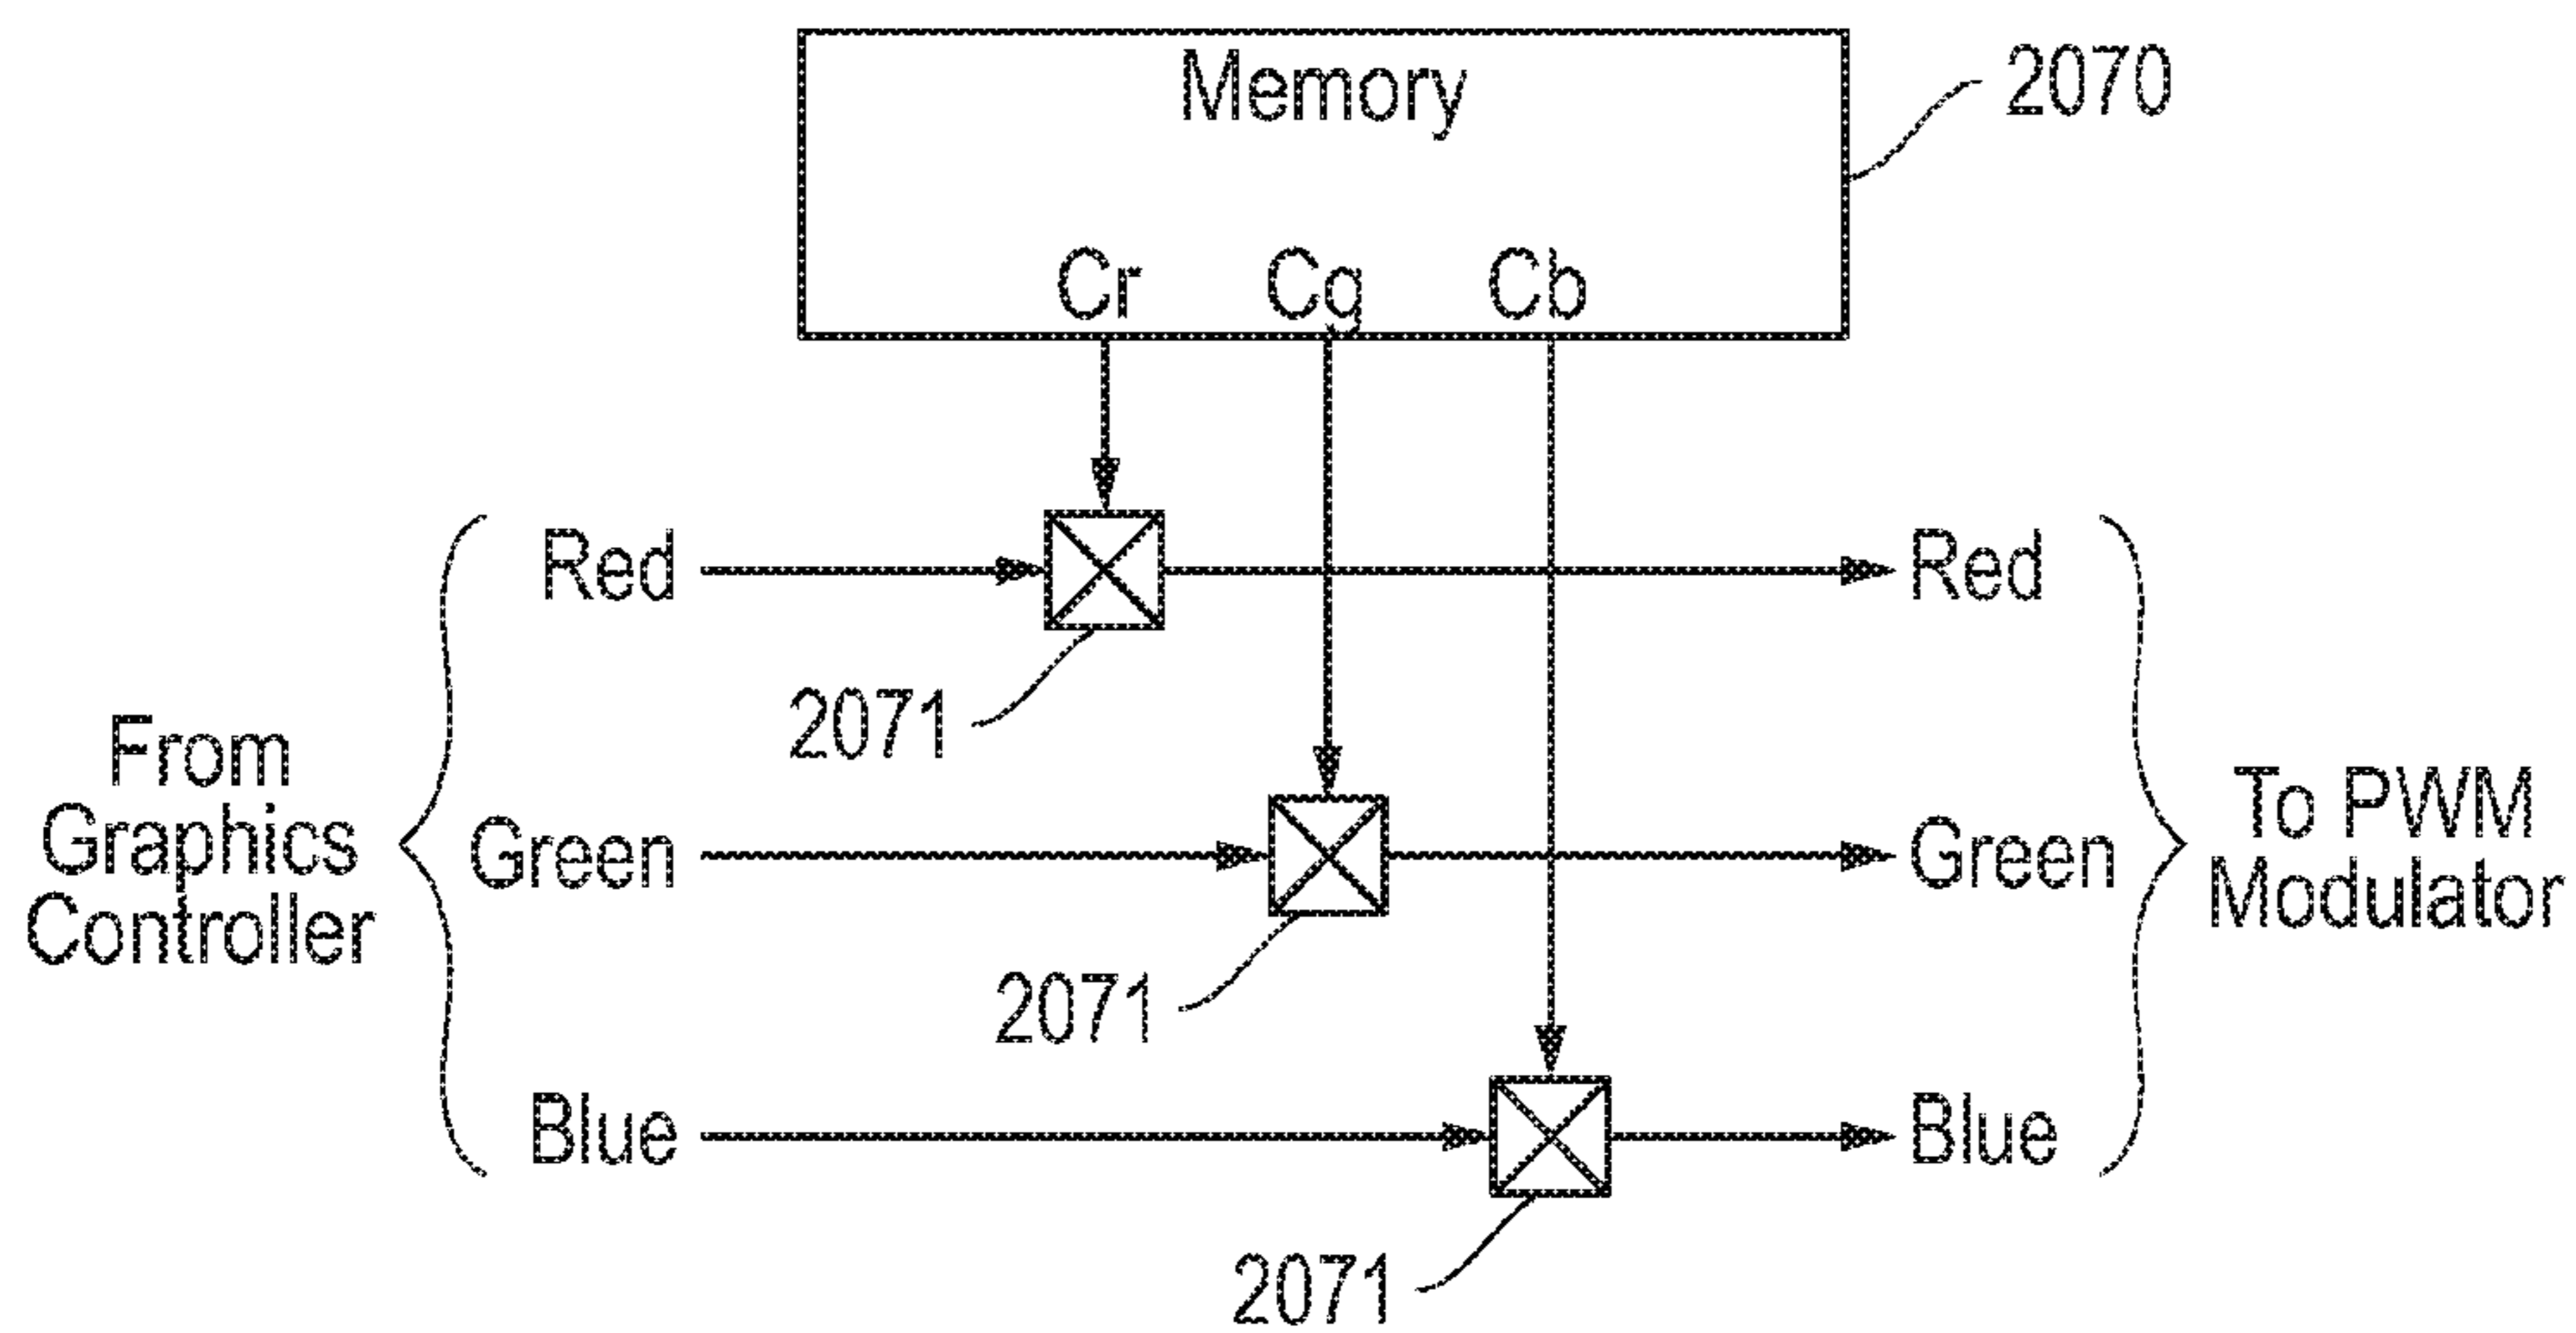 Memory
2070
Cr Cg Cb
Red
Red
2071
From
Graphics
Controller
Green
To PWM
Modulator
Green
2071
Blue
Blue
2071